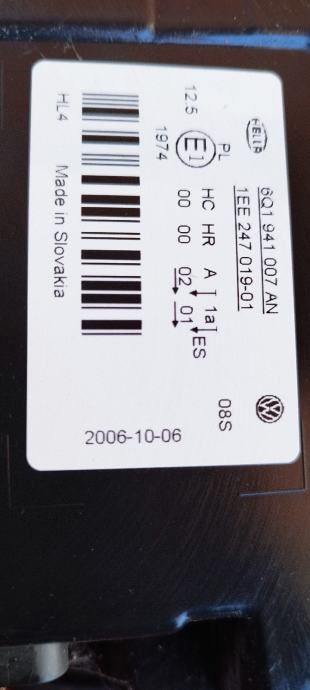 HELLA
6Q1 941 007 AN
1EE 247 019-01
PL
E1
12.5
1974
HC HR A 1a ES
00 00 02 01
08S
HL4
Made in Slovakia
2006-10-06